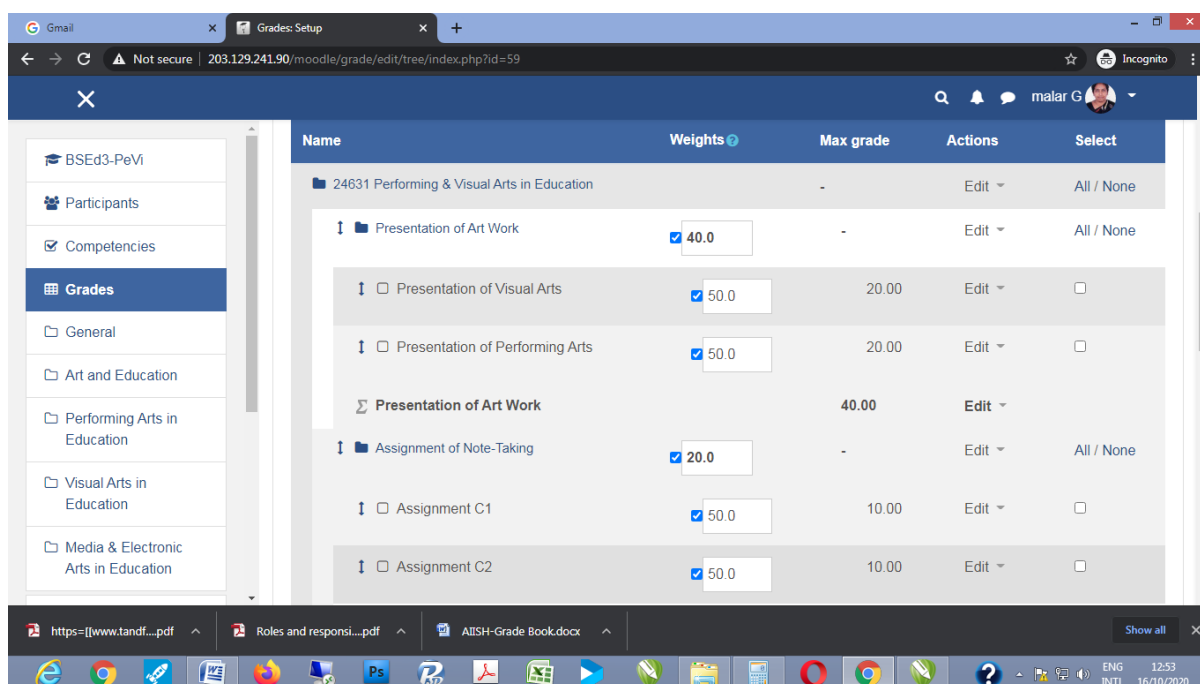 Gmail
Grades: Setup
Not secure | 203.129.241.90/moodle/grade/edit/tree/index.php?id=59
Incognito
malar G
BSEd3-PeVi
Participants
Competencies
Grades
General
Art and Education
Performing Arts in
Education
Visual Arts in
Education
Media & Electronic
Arts in Education
Name Weights Max grade Actions Select
24631 Performing & Visual Arts in Education - Edit All / None
Presentation of Art Work 40.0 - Edit All / None
Presentation of Visual Arts 50.0 20.00 Edit
Presentation of Performing Arts 50.0 20.00 Edit
Presentation of Art Work 40.00 Edit
Assignment of Note-Taking 20.0 - Edit All / None
Assignment C1 50.0 10.00 Edit
Assignment C2 50.0 10.00 Edit
https=[[www.tandf....pdf
Roles and responsi....pdf
AIISH-Grade Book.docx
Show all
Ps
ENG 12:53
INTL 16/10/2020